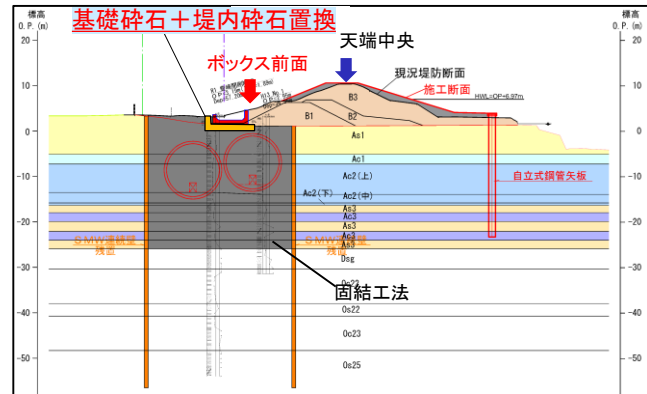 標高
O.P.(m)
標高
O.P.(m)
基礎砕石＋堤内砕石置換
天端中央
ボックス前面
現況堤防断面
施工断面
HWL=OP+6.97m
20
10
0
-10
-20
-30
-40
-50
20
10
0
-10
-20
-30
-40
-50
B3
B1
B2
As1
Ac1
Ac2(上)
Ac2(下)
Ac2(中)
As3
Ac3
As3
Ac3
As3
Dsg
Os22
Oc23
Os25
自立式鋼管矢板
ＳＭＷ連続壁
残置
ＳＭＷ連続壁
残置
固結工法